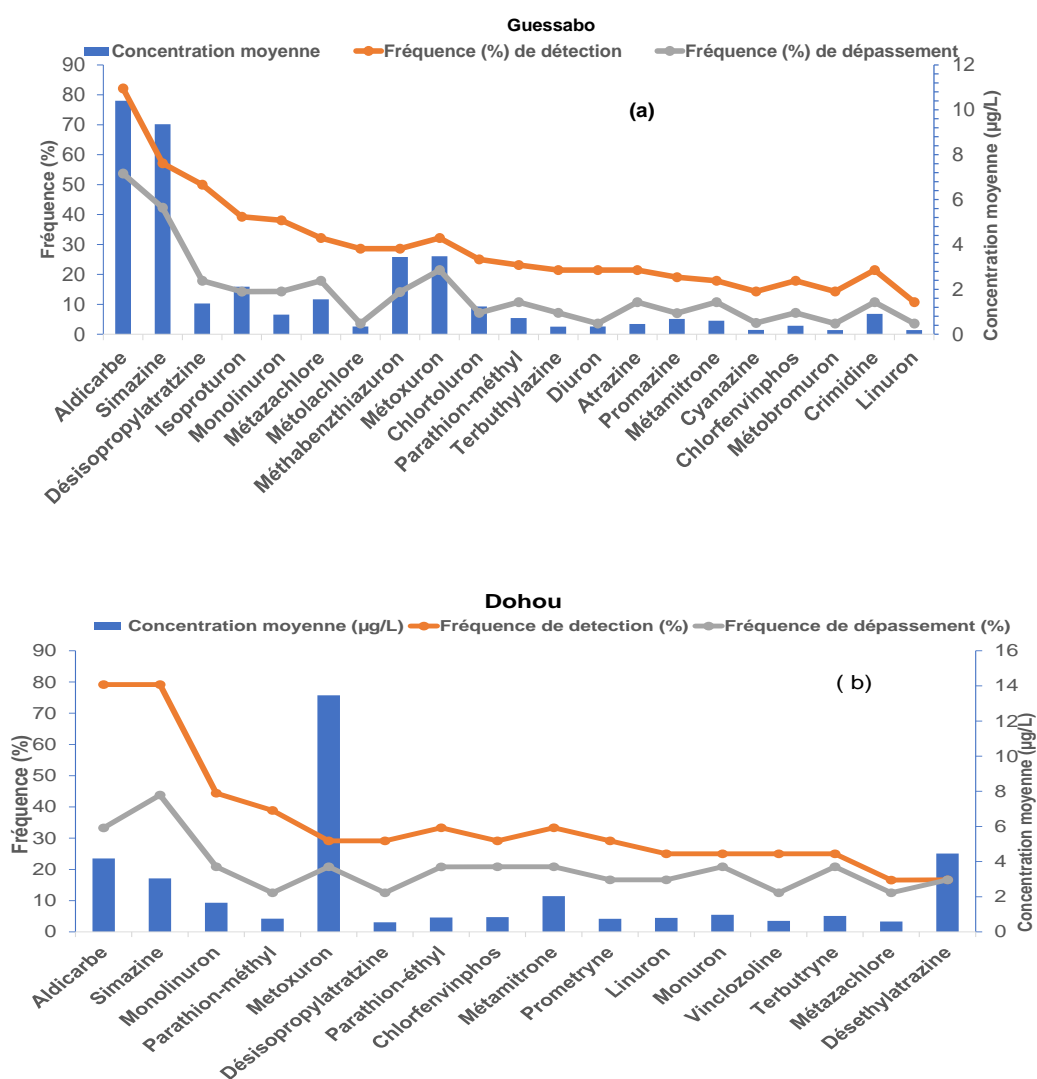 Guessabo
Concentration moyenne Fréquence (%) de détection Fréquence (%) de dépassement
90 80 70 60 50 40 30 20 10 0
Fréquence (%)
(a)
12 10 8 6 4 2 0
Concentration moyenne (µg/L)
Aldicarbe
Simazine
Désisopropylatratzine
Isoproturon
Monolinuron
Métazachlore
Métolachlore
Méthabenzthiazuron
Métoxuron
Chlortoluron
Parathion-méthyl
Terbuthylazine
Diuron
Atrazine
Promazine
Métamitrone
Cyanazine
Chlorfenvinphos
Métobromuron
Crimidine
Linuron
Dohou
Concentration moyenne (µg/L) Fréquence de detection (%) Fréquence de dépassement (%)
90 80 70 60 50 40 30 20 10 0
Fréquence (%)
( b)
16 14 12 10 8 6 4 2 0
Concentration moyenne (µg/L)
Aldicarbe
Simazine
Monolinuron
Parathion-méthyl
Metoxuron
Désisopropylatratzine
Parathion-éthyl
Chlorfenvinphos
Métamitrone
Prometryne
Linuron
Monuron
Vinclozoline
Terbutryne
Métazachlore
Désethylatrazine